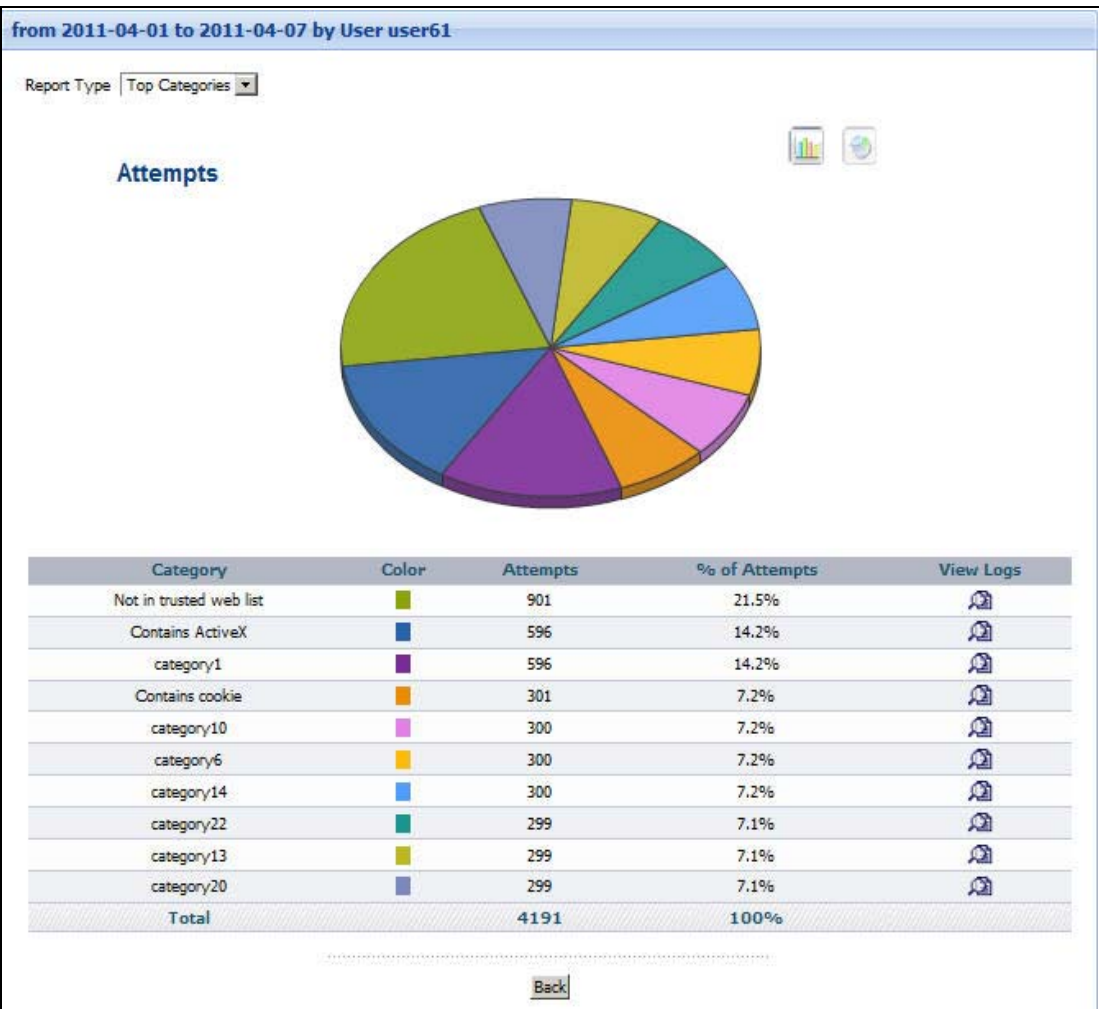 from 2011-04-01 to 2011-04-07 by User user61
Report Type Top Categories
Attempts
Category Color Attempts % of Attempts View Logs
Not in trusted web list 901 21.5%
Contains ActiveX 596 14.2%
category1 596 14.2%
Contains cookie 301 7.2%
category10 300 7.2%
category6 300 7.2%
category14 300 7.2%
category22 299 7.1%
category13 299 7.1%
category20 299 7.1%
Total 4191 100%
Back